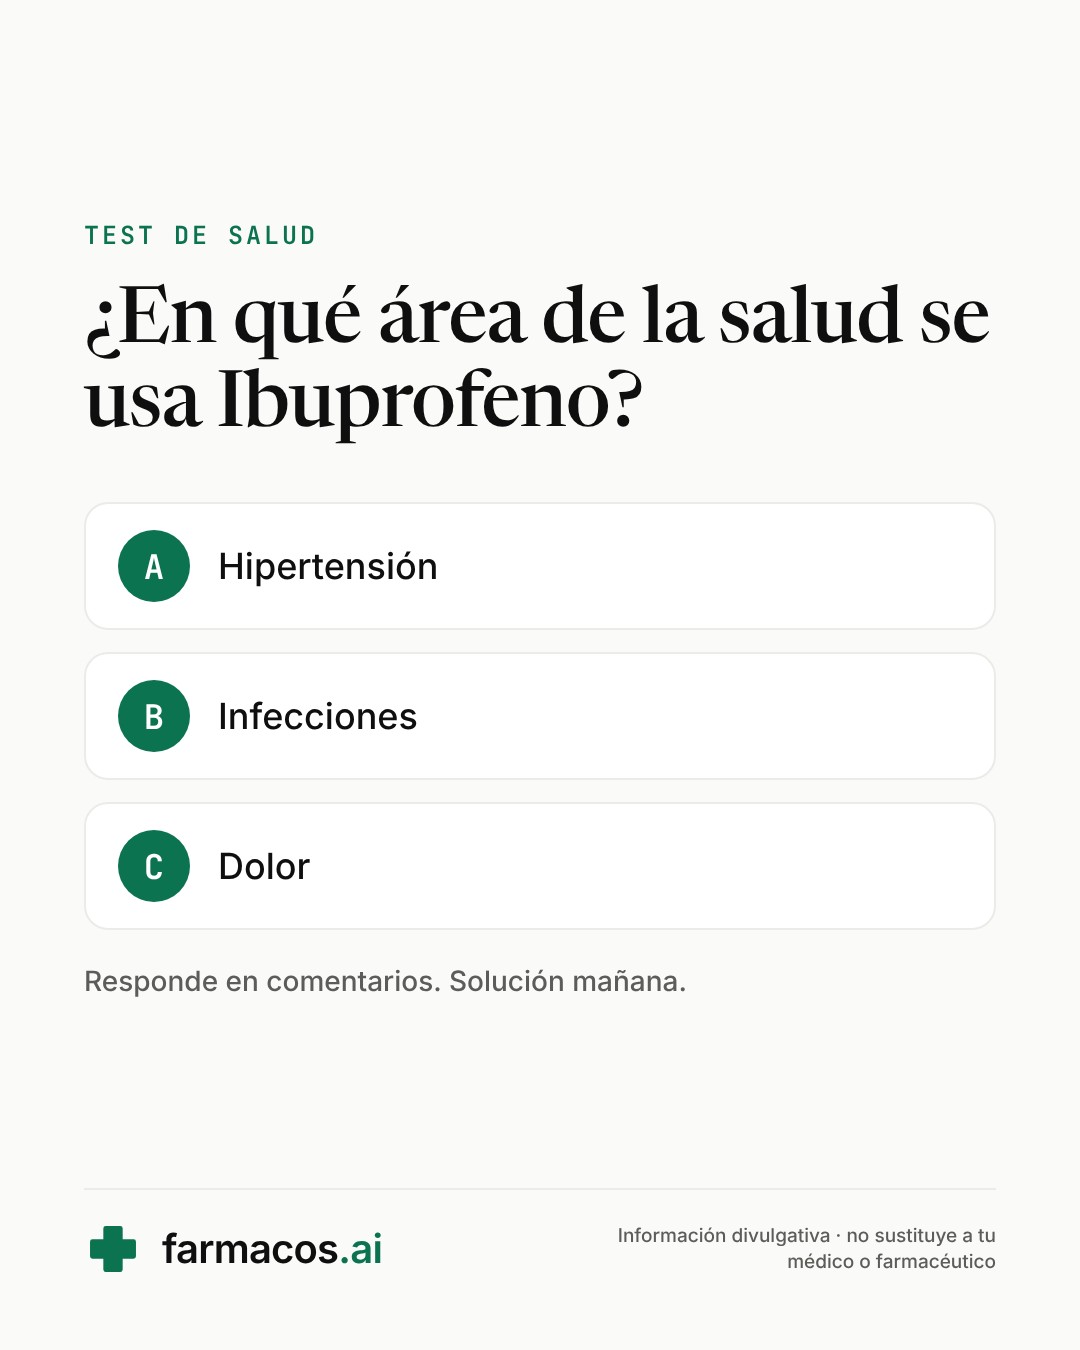 TEST DE SALUD
¿En qué área de la salud se
usa Ibuprofeno?
A Hipertensión
B Infecciones
C Dolor
Responde en comentarios. Solución mañana.
farmacos.ai
Información divulgativa · no sustituye a tu
médico o farmacéutico